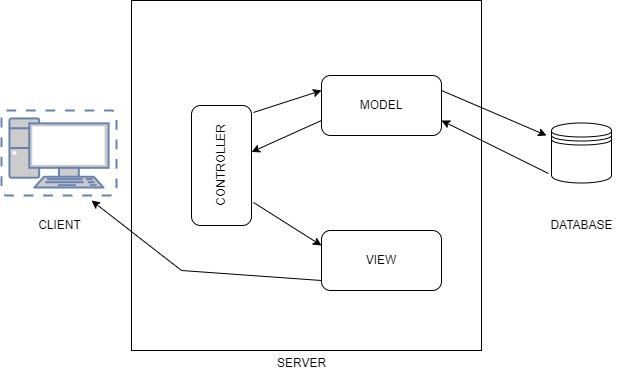 MODEL
CONTROLLER
CLIENT
DATABASE
VIEW
SERVER